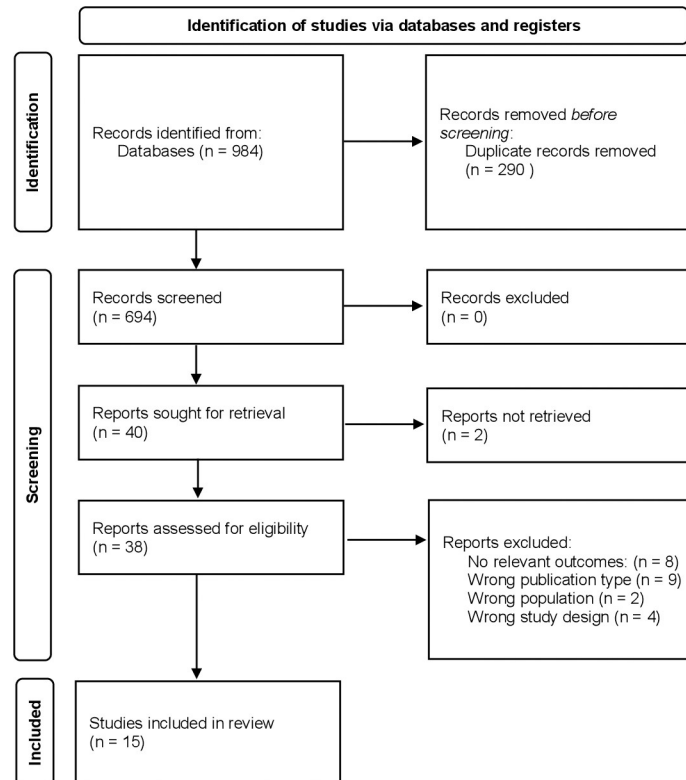 Identification of studies via databases and registers
Identification
Records identified from:
Databases (n = 984)
Records removed before
screening:
Duplicate records removed
(n = 290 )
Screening
Records screened
(n = 694)
Records excluded
(n = 0)
Reports sought for retrieval
(n = 40)
Reports not retrieved
(n = 2)
Reports assessed for eligibility
(n = 38)
Reports excluded:
No relevant outcomes: (n = 8)
Wrong publication type (n = 9)
Wrong population (n = 2)
Wrong study design (n = 4)
Included
Studies included in review
(n = 15)